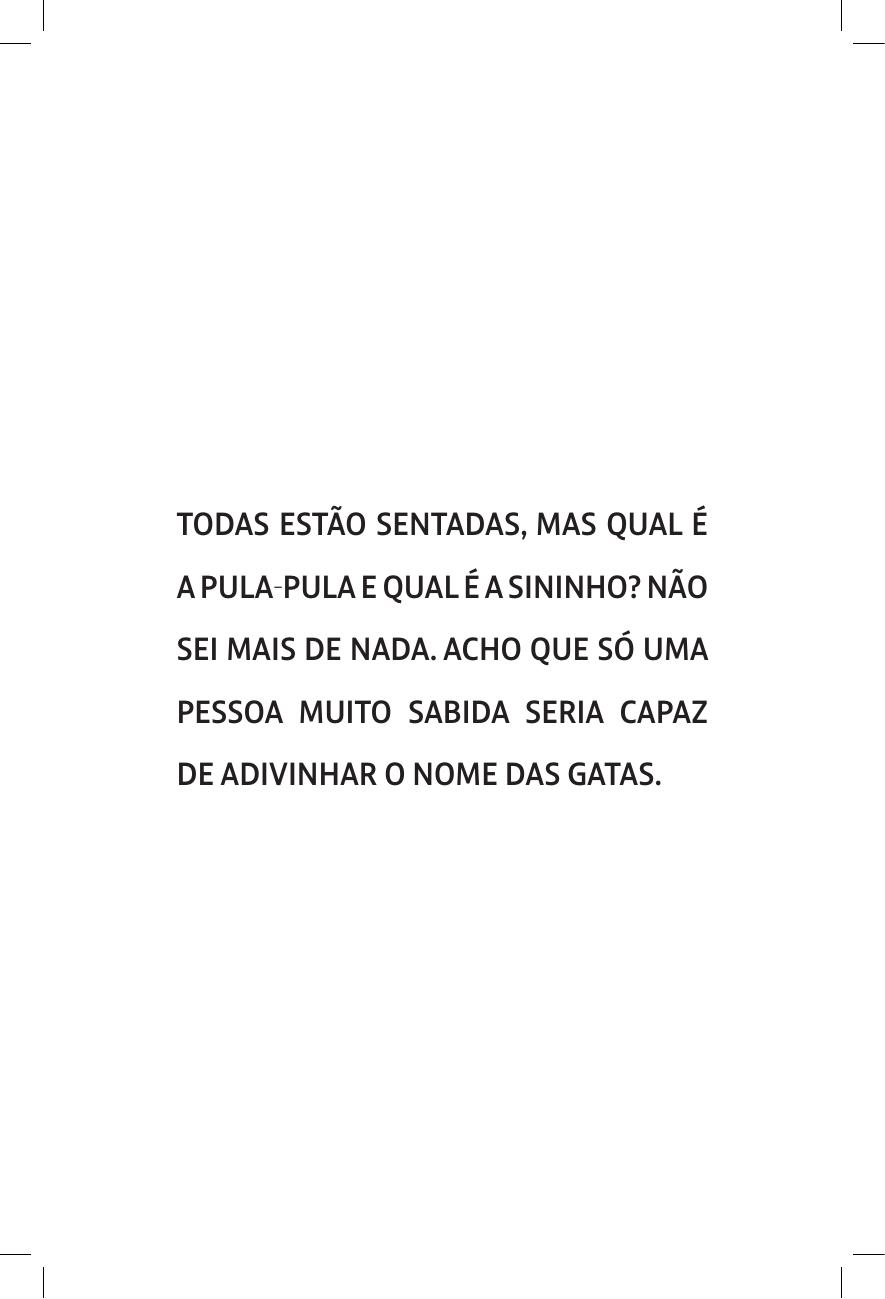 TODAS ESTÃO SENTADAS, MAS QUAL É
A PULA-PULA E QUAL É A SININHO? NÃO
SEI MAIS DE NADA. ACHO QUE SÓ UMA
PESSOA MUITO SABIDA SERIA CAPAZ
DE ADIVINHAR O NOME DAS GATAS.